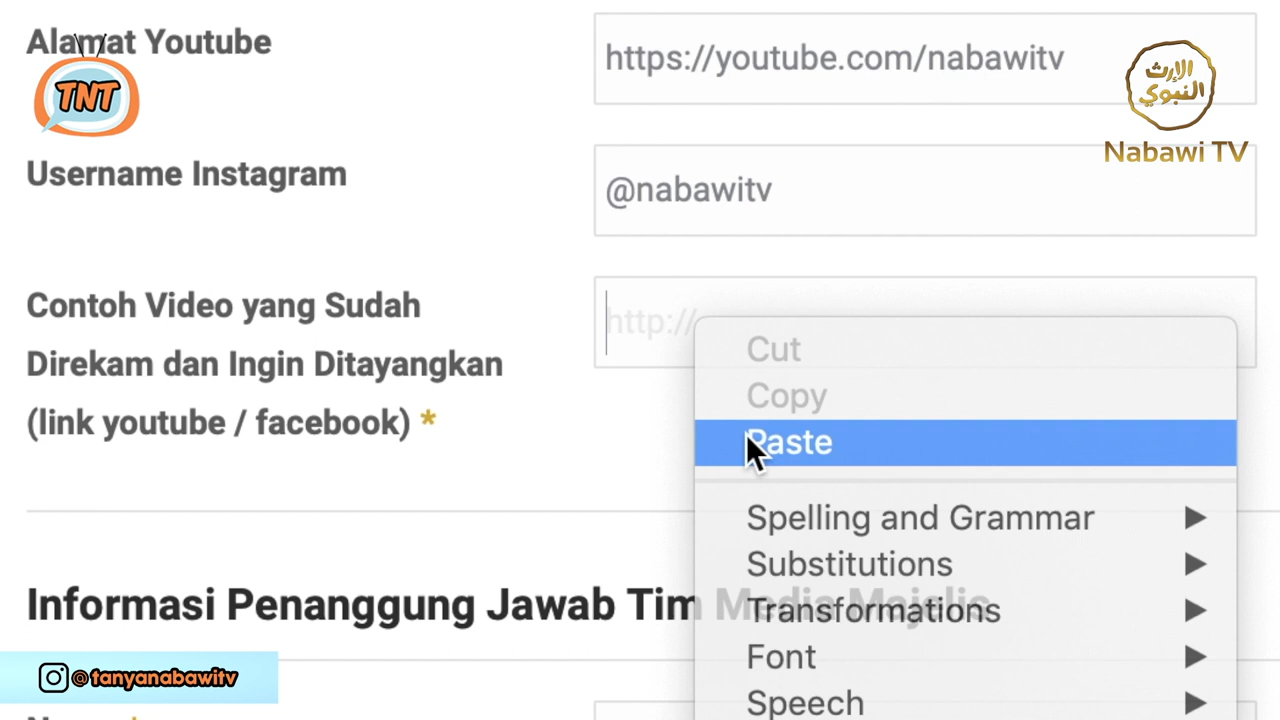 Alamat Youtube
https://youtube.com/nabawitv
TNT
الإرث
النبوي
Nabawi TV
Username Instagram
@nabawitv
Contoh Video yang Sudah
Direkam dan Ingin Ditayangkan
(link youtube / facebook) *
http://
Cut
Copy
Paste
Spelling and Grammar
Substitutions
Transformations
Font
Speech
Informasi Penanggung Jawab Tim Media Majelis
@tanyanabawitv